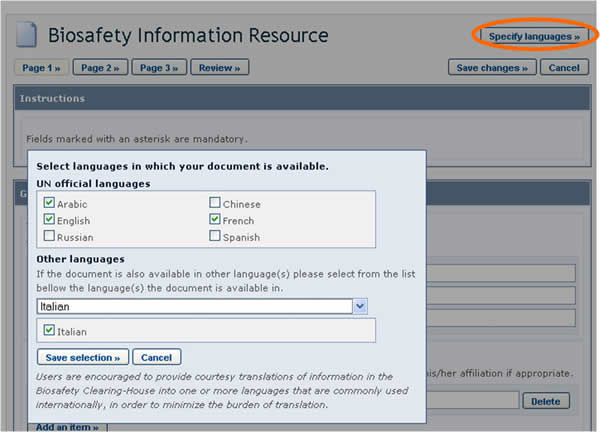 Biosafety Information Resource
Specify languages »
Page 1 »
Page 2 »
Page 3 »
Review »
Save changes »
Cancel
Instructions
Fields marked with an asterisk are mandatory.
Select languages in which your document is available.
UN official languages
Arabic
Chinese
English
French
Russian
Spanish
Other languages
If the document is also available in other language(s) please select from the list
bellow the language(s) the document is available in.
Italian
Italian
Save selection »
Cancel
Users are encouraged to provide courtesy translations of information in the
Biosafety Clearing-House into one or more languages that are commonly used
internationally, in order to minimize the burden of translation.
G
his/her affiliation if appropriate.
Delete
Add an item »